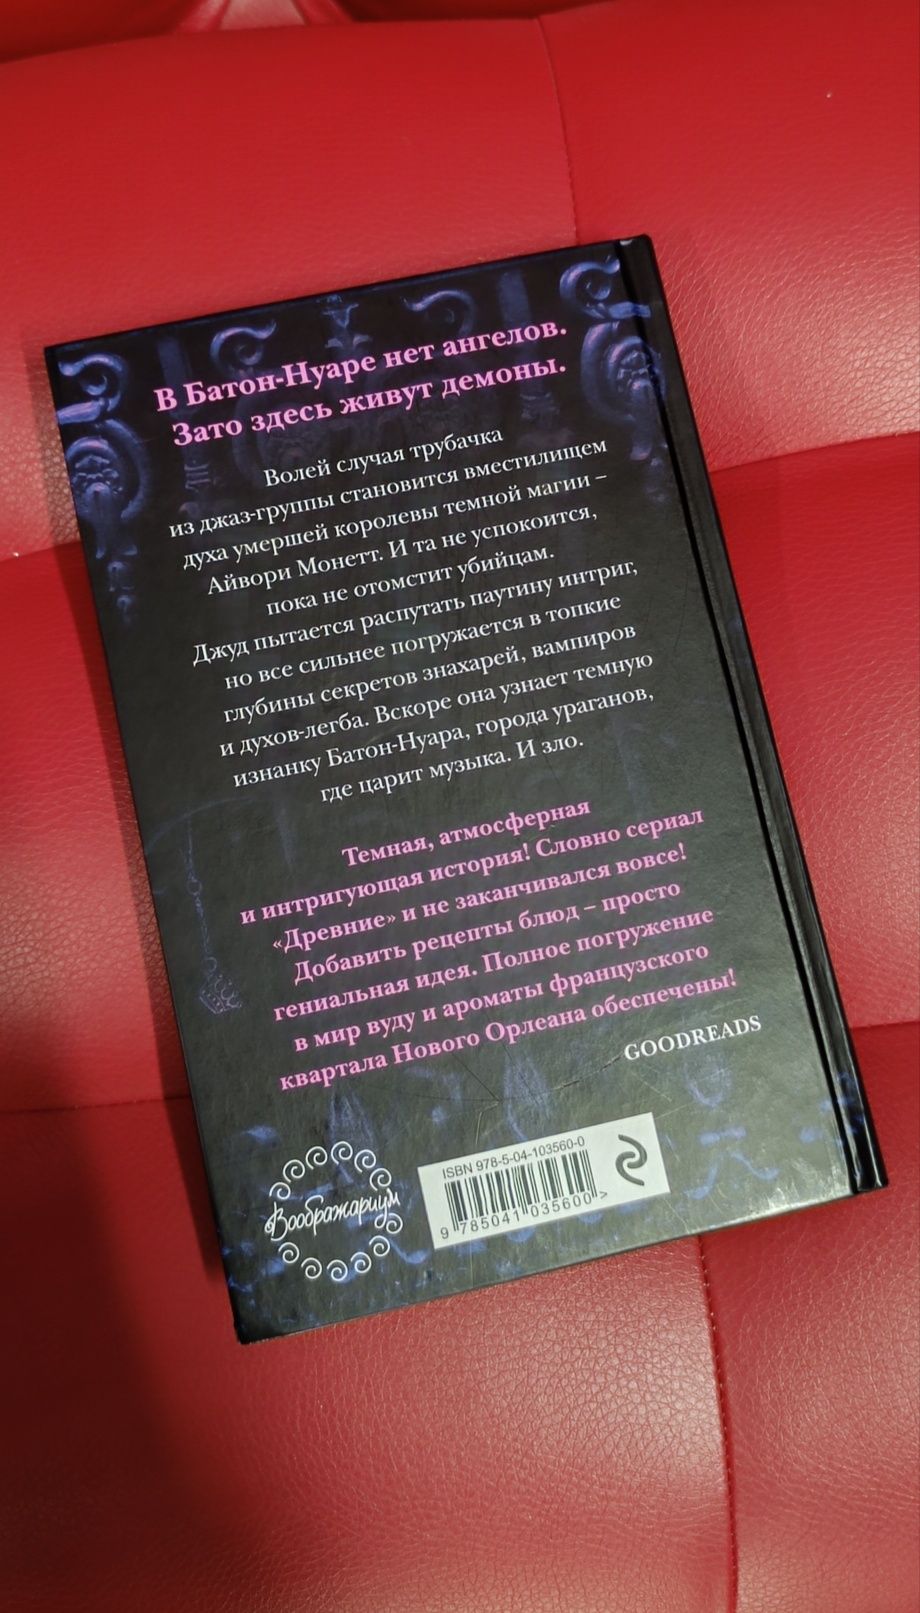 В Батон-Нуаре нет ангелов.
Зато здесь живут демоны.
Волей случая трубачка
из джаз-группы становится вместилищем
духа умершей королевы темной магии –
Айвори Монетт. И та не успокоится,
пока не отомстит убийцам.
Джуд пытается распутать паутину интриг,
но все сильнее погружается в топкие
глубины секретов знахарей, вампиров
и духов-легба. Вскоре она узнает темную
изнанку Батон-Нуара, города ураганов,
где царит музыка. И зло.
Темная, атмосферная
и интригующая история! Словно сериал
«Древние» и не заканчивался вовсе!
Добавить рецепты блюд – просто
гениальная идея. Полное погружение
в мир вуду и ароматы французского
квартала Нового Орлеана обеспечены!
GOODREADS
Воображариум
ISBN 978-5-04-103560-0
9 785041 035600 >